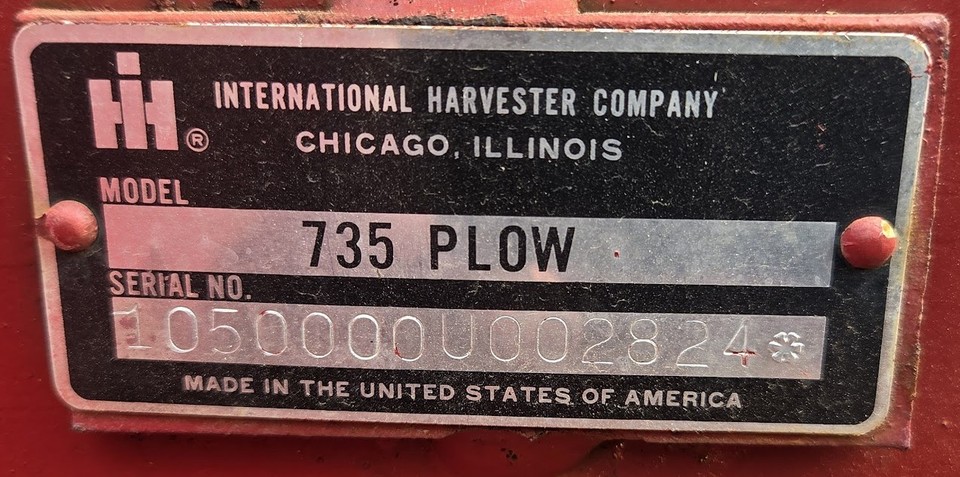 IH® INTERNATIONAL HARVESTER COMPANY
CHICAGO, ILLINOIS
MODEL
735 PLOW
SERIAL NO.
1050000U002824*
MADE IN THE UNITED STATES OF AMERICA